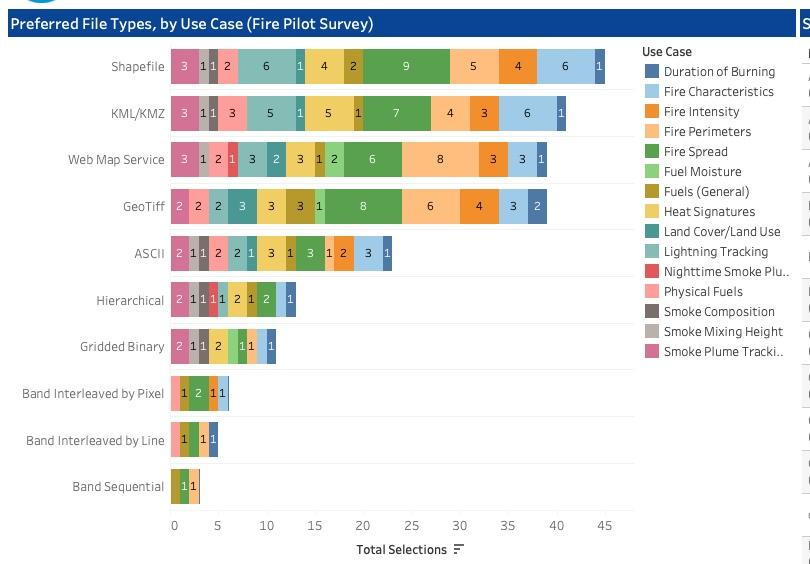 Preferred File Types, by Use Case (Fire Pilot Survey)
Shapefile 3 1 1 2 6 1 4 2 9 5 4 6 1
KML/KMZ 3 1 1 3 5 1 5 1 7 4 3 6 1
Web Map Service 3 1 2 1 3 2 3 1 2 6 8 3 3 1
GeoTiff 2 2 2 3 3 3 1 8 6 4 3 2
ASCII 2 1 1 2 2 1 3 1 3 1 2 3 1
Hierarchical 2 1 1 1 1 2 1 2 1
Gridded Binary 2 1 1 2 1 1 1
Band Interleaved by Pixel 1 2 1 1
Band Interleaved by Line 1 1 1
Band Sequential 1 1
0 5 10 15 20 25 30 35 40 45
Total Selections
Use Case
Duration of Burning
Fire Characteristics
Fire Intensity
Fire Perimeters
Fire Spread
Fuel Moisture
Fuels (General)
Heat Signatures
Land Cover/Land Use
Lightning Tracking
Nighttime Smoke Plu..
Physical Fuels
Smoke Composition
Smoke Mixing Height
Smoke Plume Tracki..